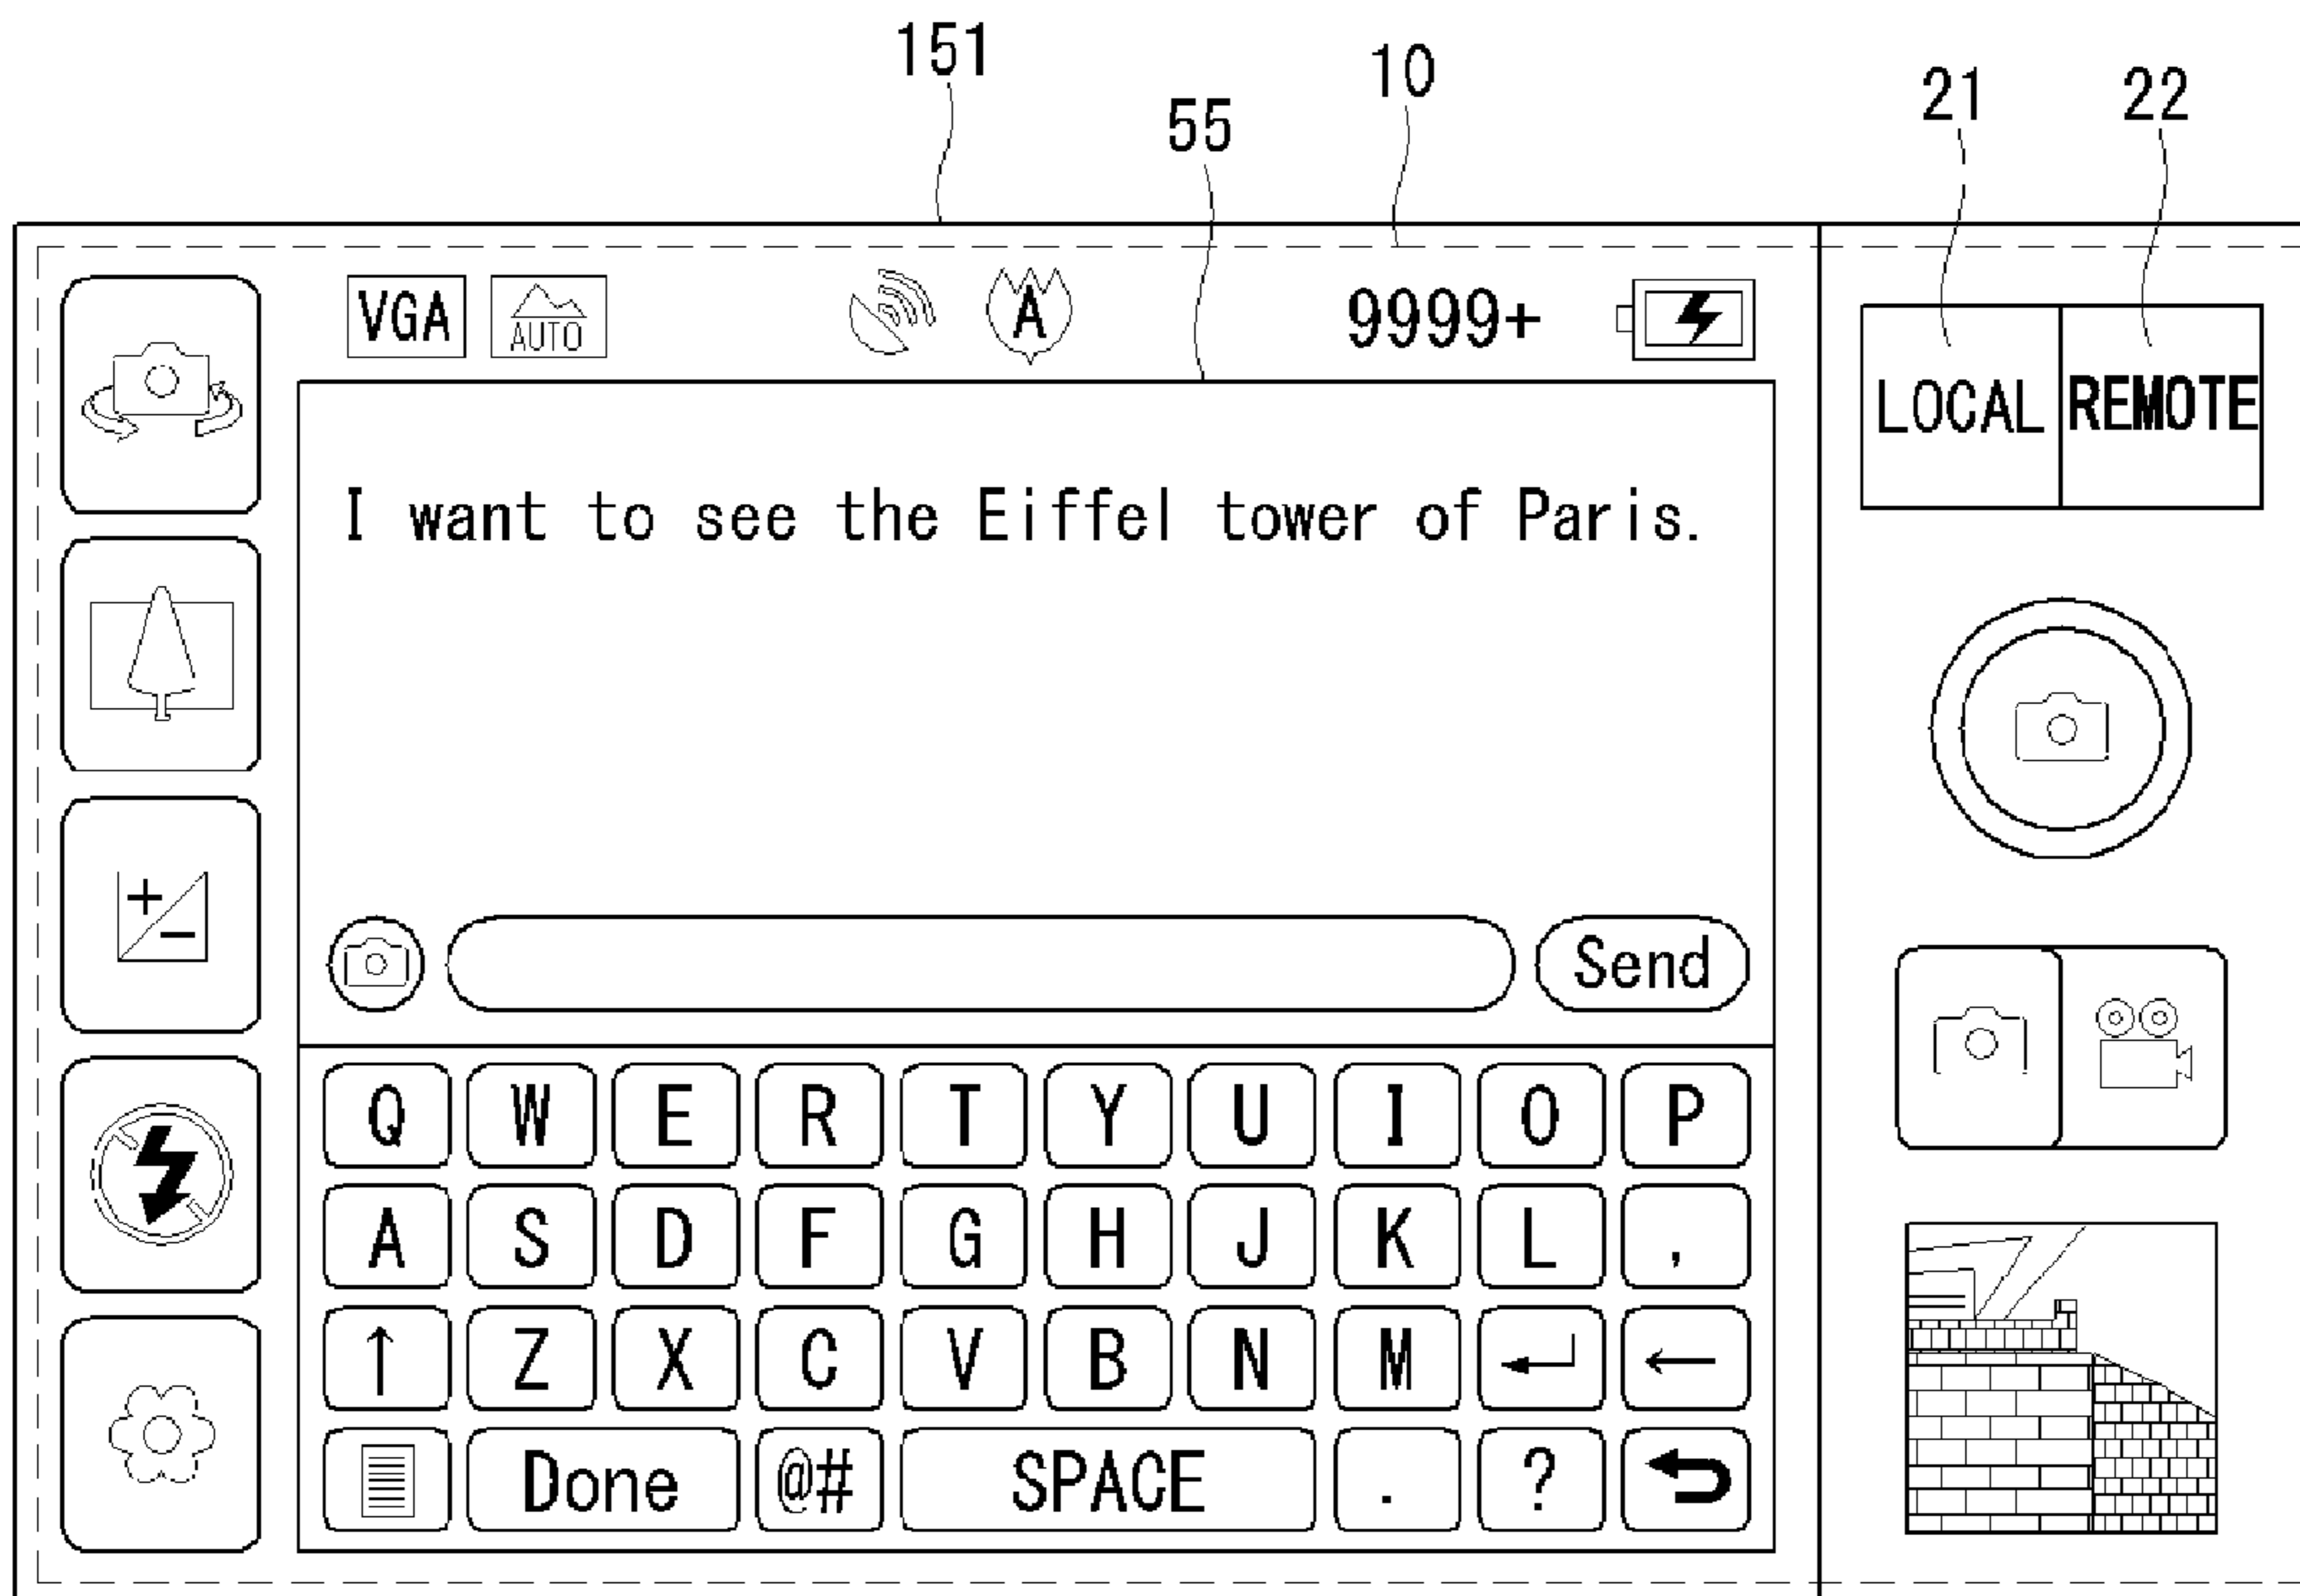 151
10
55
21 22
VGA AUTO A 9999+
LOCAL REMOTE
I want to see the Eiffel tower of Paris.
+
−
Send
Q W E R T Y U I O P
A S D F G H J K L ,
↑ Z X C V B N M ←
Done @# SPACE . ?